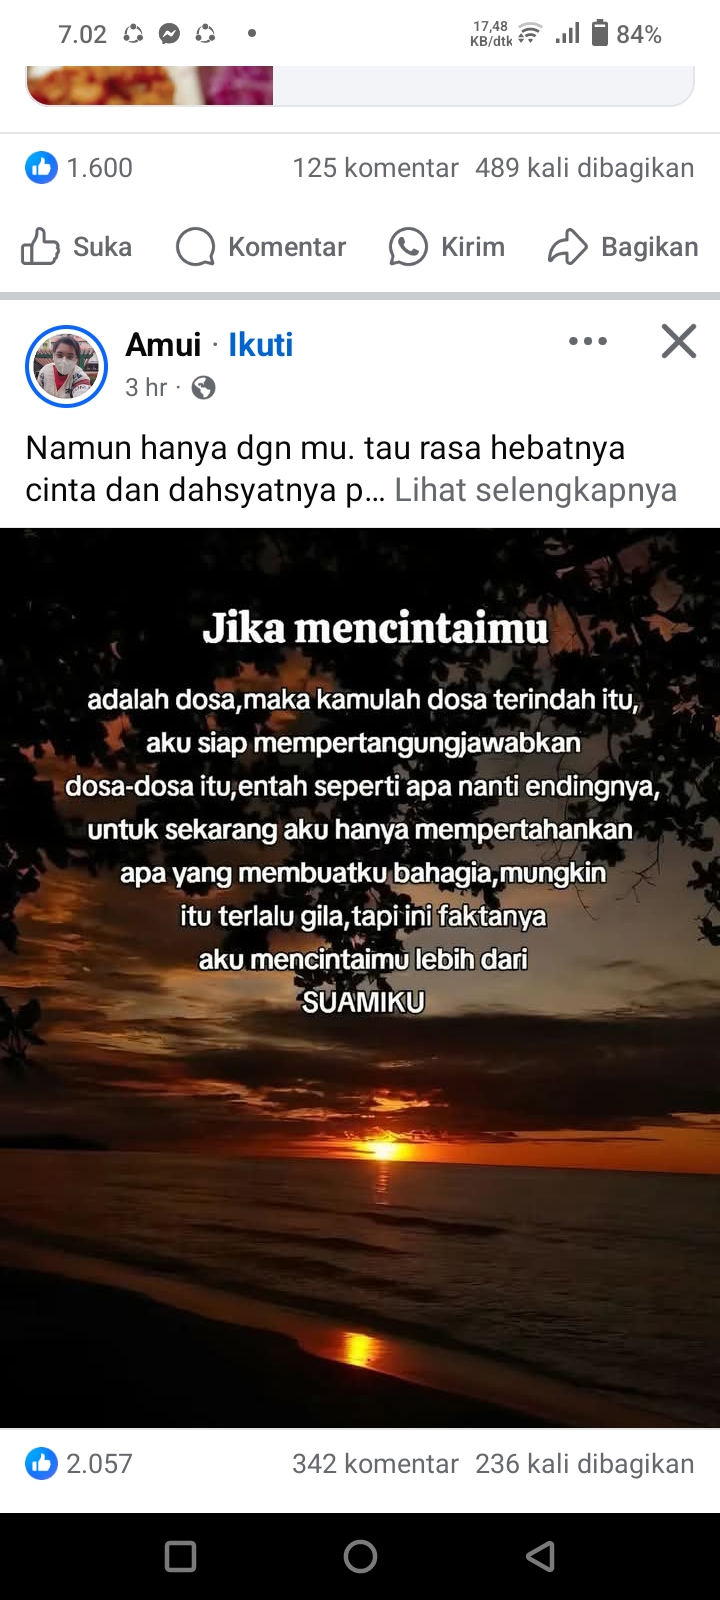 7.02
17,48
KB/dtk
84%
1.600
125 komentar 489 kali dibagikan
Suka Komentar Kirim Bagikan
Amui · Ikuti
3 hr ·
Namun hanya dgn mu. tau rasa hebatnya
cinta dan dahsyatnya p... Lihat selengkapnya
Jika mencintaimu
adalah dosa,maka kamulah dosa terindah itu,
aku siap mempertangungjawabkan
dosa-dosa itu,entah seperti apa nanti endingnya,
untuk sekarang aku hanya mempertahankan
apa yang membuatku bahagia,mungkin
itu terlalu gila,tapi ini faktanya
aku mencintaimu lebih dari
SUAMIKU
2.057
342 komentar 236 kali dibagikan